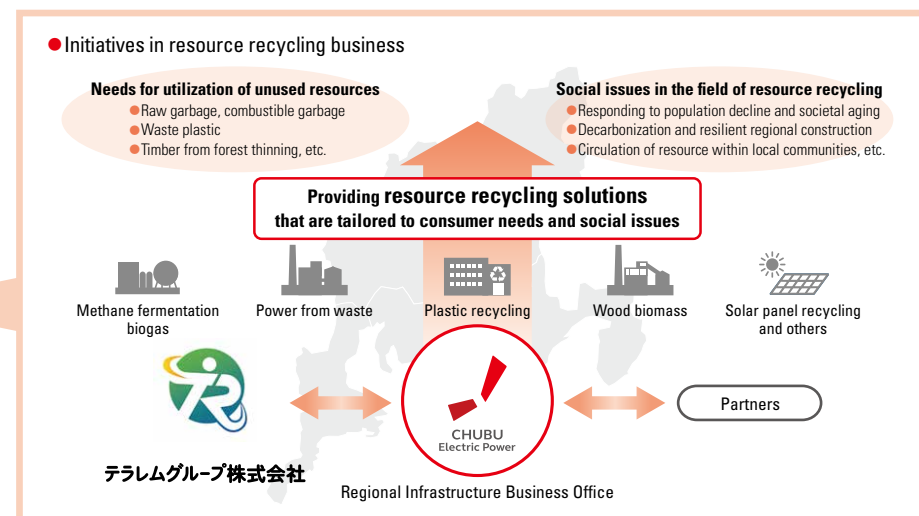 ●Initiatives in resource recycling business
Needs for utilization of unused resources
●Raw garbage, combustible garbage
●Waste plastic
●Timber from forest thinning, etc.
Social issues in the field of resource recycling
●Responding to population decline and societal aging
●Decarbonization and resilient regional construction
●Circulation of resource within local communities, etc.
Providing resource recycling solutions
that are tailored to consumer needs and social issues
Methane fermentation
biogas
Power from waste
Plastic recycling
Wood biomass
Solar panel recycling
and others
CHUBU
Electric Power
Partners
テラレムグループ株式会社
Regional Infrastructure Business Office